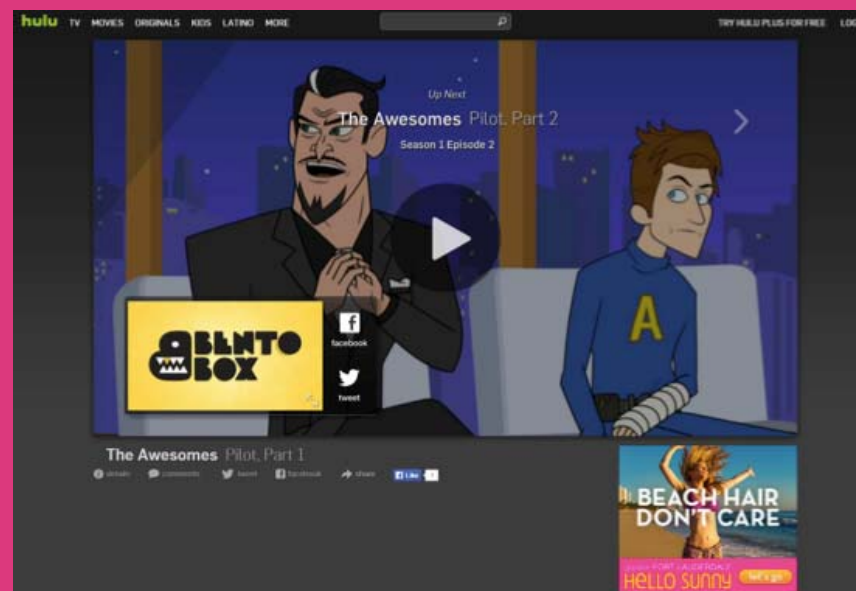 hulu TV MOVIES ORIGINALS KIDS LATINO MORE TRY HULU PLUS FOR FREE LOG
Up Next
The Awesomes Pilot, Part 2
Season 1 Episode 2
A
facebook
BENTO
BOX
tweet
The Awesomes Pilot, Part 1
details comments tweet facebook share Like
BEACH HAIR
DON'T CARE
FORT LAUDERDALE
HELLO SUNNY let's go